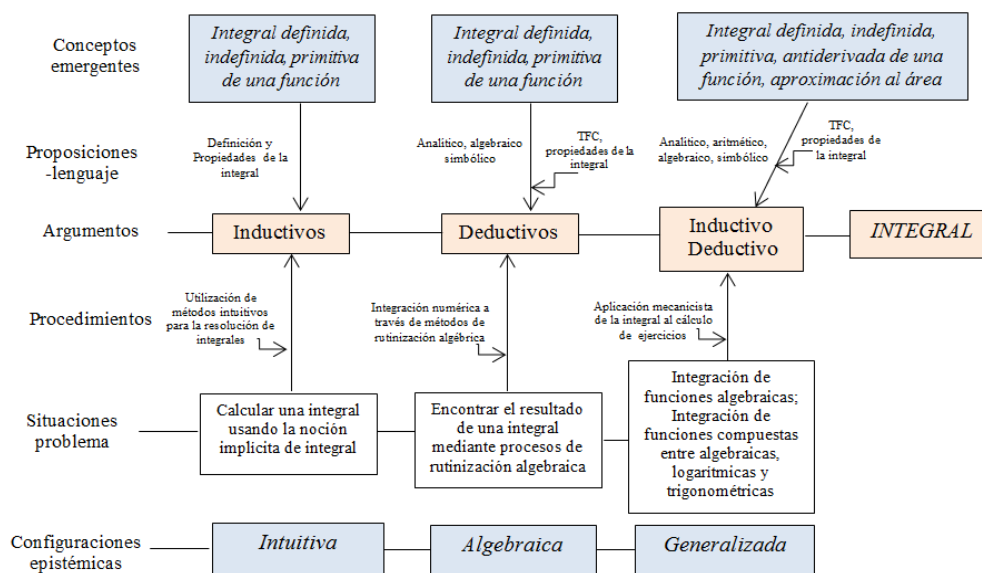 Conceptos
emergentes
Integral definida,
indefinida, primitiva
de una función
Integral definida,
indefinida, primitiva
de una función
Integral definida, indefinida,
primitiva, antiderivada de una
función, aproximación al área
Proposiciones
-lenguaje
Definición y
Propiedades de la
integral
Analítico, algebraico
simbólico
TFC,
propiedades de la
integral
Analítico, aritmético,
algebraico, simbólico
TFC,
propiedades de
la integral
Argumentos
Inductivos
Deductivos
Inductivo
Deductivo
INTEGRAL
Procedimientos
Utilización de
métodos intuitivos
para la resolución de
integrales
Integración numérica a
través de métodos de
rutinización algébrica
Aplicación mecanicista
de la integral al cálculo
de ejercicios
Situaciones
problema
Calcular una integral
usando la noción
implicita de integral
Encontrar el resultado
de una integral
mediante procesos de
rutinización algebraica
Integración de
funciones algebraicas;
Integración de
funciones compuestas
entre algebraicas,
logarítmicas y
trigonométricas
Configuraciones
epistémicas
Intuitiva
Algebraica
Generalizada